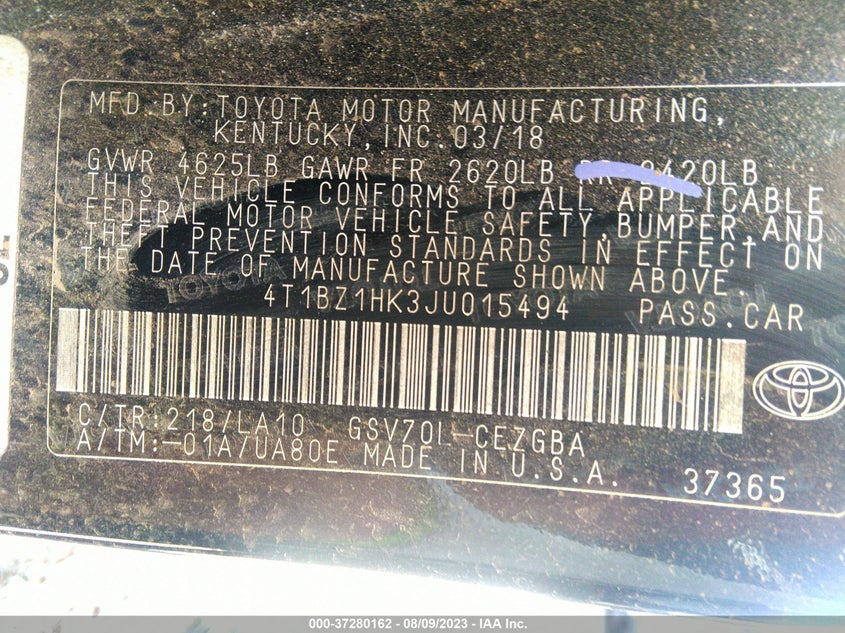 MFD. BY: TOYOTA MOTOR MANUFACTURING,
KENTUCKY, INC. 03/18
GVWR 4625LB GAWR FR 2620LB RR 2420LB
THIS VEHICLE CONFORMS TO ALL APPLICABLE
FEDERAL MOTOR VEHICLE SAFETY, BUMPER, AND
THEFT PREVENTION STANDARDS IN EFFECT ON
THE DATE OF MANUFACTURE SHOWN ABOVE.
4T1BZ1HK3JU015494 PASS. CAR
C/TR: 218/LA10 GSV70L-CEZGBA
A/TM: -01A/UA80E MADE IN U.S.A. 37365
000-37280162 - 08/09/2023 - IAA Inc.